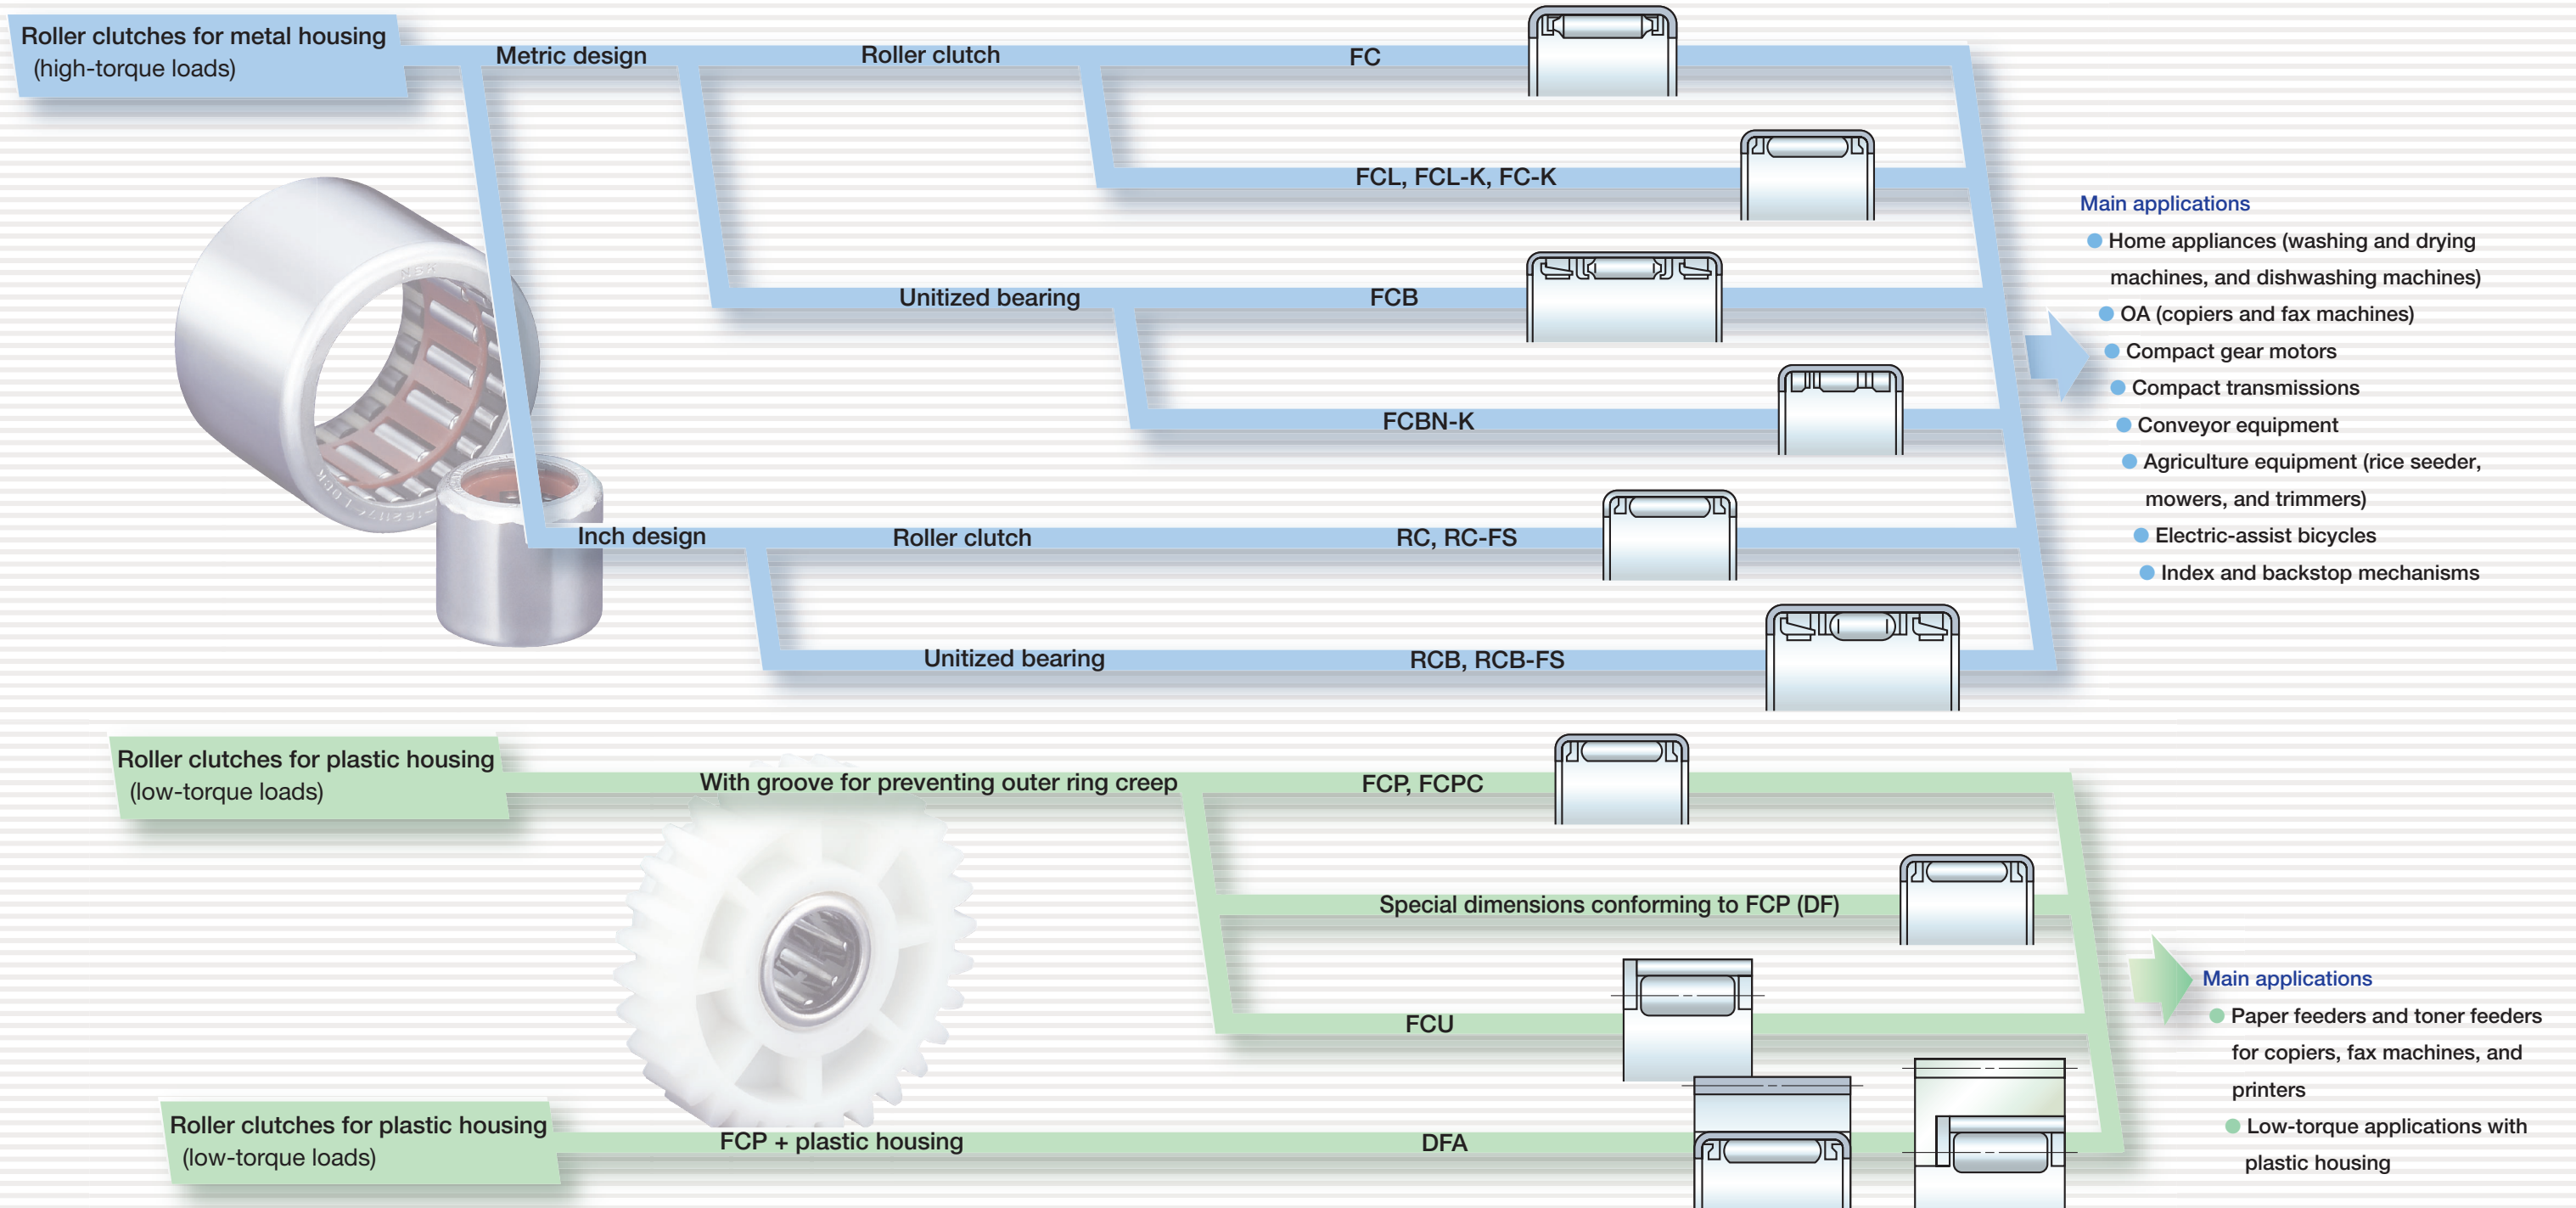 Roller clutches for metal housing
(high-torque loads)
Metric design
Roller clutch
FC
FCL, FCL-K, FC-K
Unitized bearing
FCB
FCBN-K
Inch design
Roller clutch
RC, RC-FS
Unitized bearing
RCB, RCB-FS
Main applications
Home appliances (washing and drying
machines, and dishwashing machines)
OA (copiers and fax machines)
Compact gear motors
Compact transmissions
Conveyor equipment
Agriculture equipment (rice seeder,
mowers, and trimmers)
Electric-assist bicycles
Index and backstop mechanisms
Roller clutches for plastic housing
(low-torque loads)
With groove for preventing outer ring creep
FCP, FCPC
Special dimensions conforming to FCP (DF)
FCU
Roller clutches for plastic housing
(low-torque loads)
FCP + plastic housing
DFA
Main applications
Paper feeders and toner feeders
for copiers, fax machines, and
printers
Low-torque applications with
plastic housing
NSK